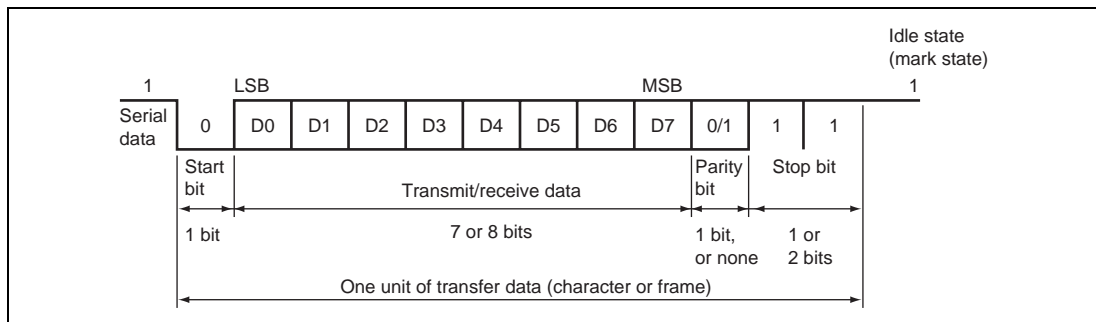 Idle state
(mark state)
1
LSB
MSB
1
Serial
data
0
D0
D1
D2
D3
D4
D5
D6
D7
0/1
1
1
Start
bit
Transmit/receive data
Parity
bit
Stop bit
1 bit
7 or 8 bits
1 bit,
or none
1 or
2 bits
One unit of transfer data (character or frame)